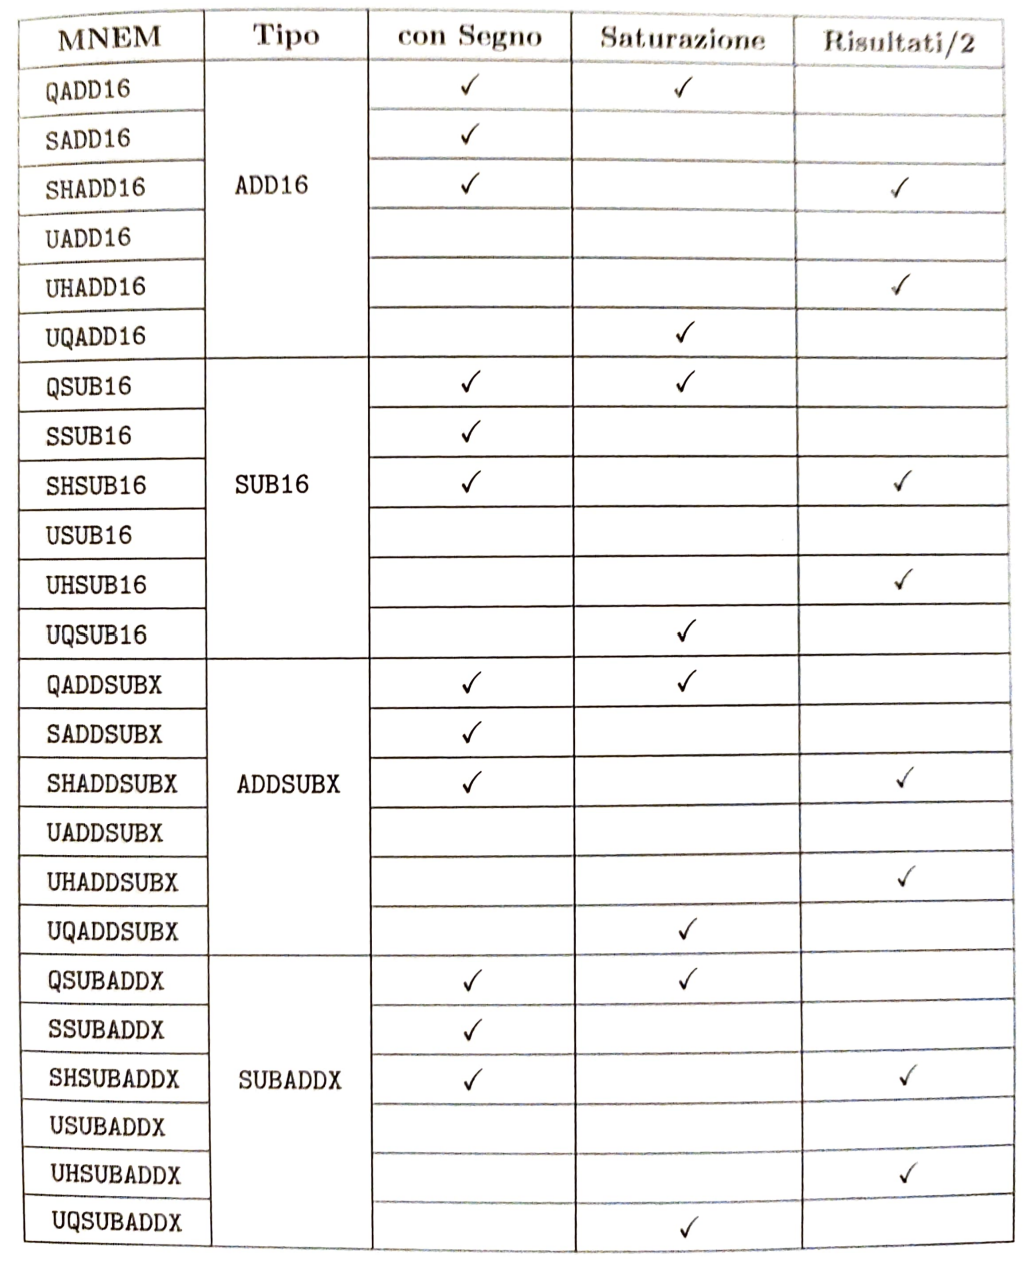 MNEM Tipo con Segno Saturazione Risultati/2
QADD16 ✓ ✓
SADD16 ✓
SHADD16 ADD16 ✓ ✓
UADD16
UHADD16 ✓
UQADD16 ✓
QSUB16 ✓ ✓
SSUB16 ✓
SHSUB16 SUB16 ✓ ✓
USUB16
UHSUB16 ✓
UQSUB16 ✓
QADDSUBX ✓ ✓
SADDSUBX ✓
SHADDSUBX ADDSUBX ✓ ✓
UADDSUBX
UHADDSUBX ✓
UQADDSUBX ✓
QSUBADDX ✓ ✓
SSUBADDX ✓
SHSUBADDX SUBADDX ✓ ✓
USUBADDX
UHSUBADDX ✓
UQSUBADDX ✓